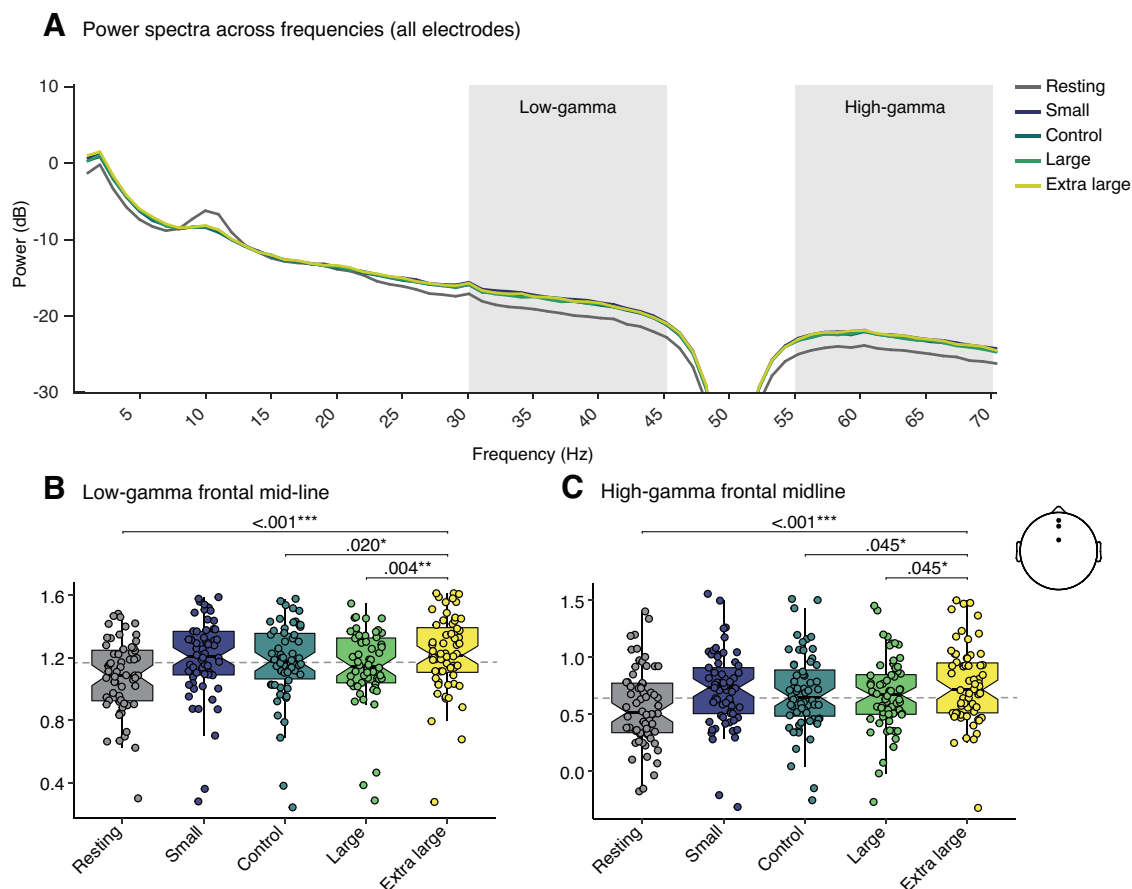 A Power spectra across frequencies (all electrodes)
10
0
-10
-20
-30
Power (dB)
Low-gamma
High-gamma
Resting
Small
Control
Large
Extra large
5 10 15 20 25 30 35 40 45 50 55 60 65 70
Frequency (Hz)
B Low-gamma frontal mid-line
<.001***
.020*
.004**
1.6
1.2
0.8
0.4
Resting Small Control Large Extra large
C High-gamma frontal midline
<.001***
.045*
.045*
1.5
1.0
0.5
0.0
Resting Small Control Large Extra large